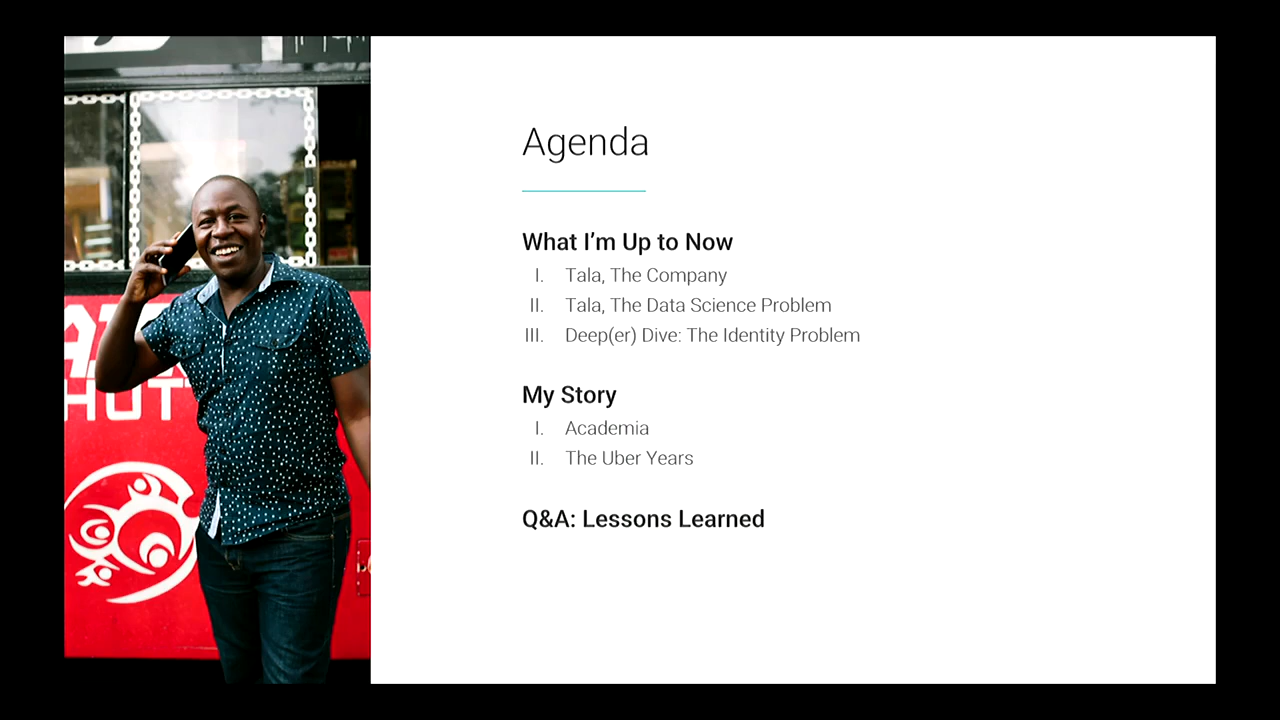 Agenda
What I'm Up to Now
I. Tala, The Company
II. Tala, The Data Science Problem
III. Deep(er) Dive: The Identity Problem
My Story
I. Academia
II. The Uber Years
Q&A: Lessons Learned